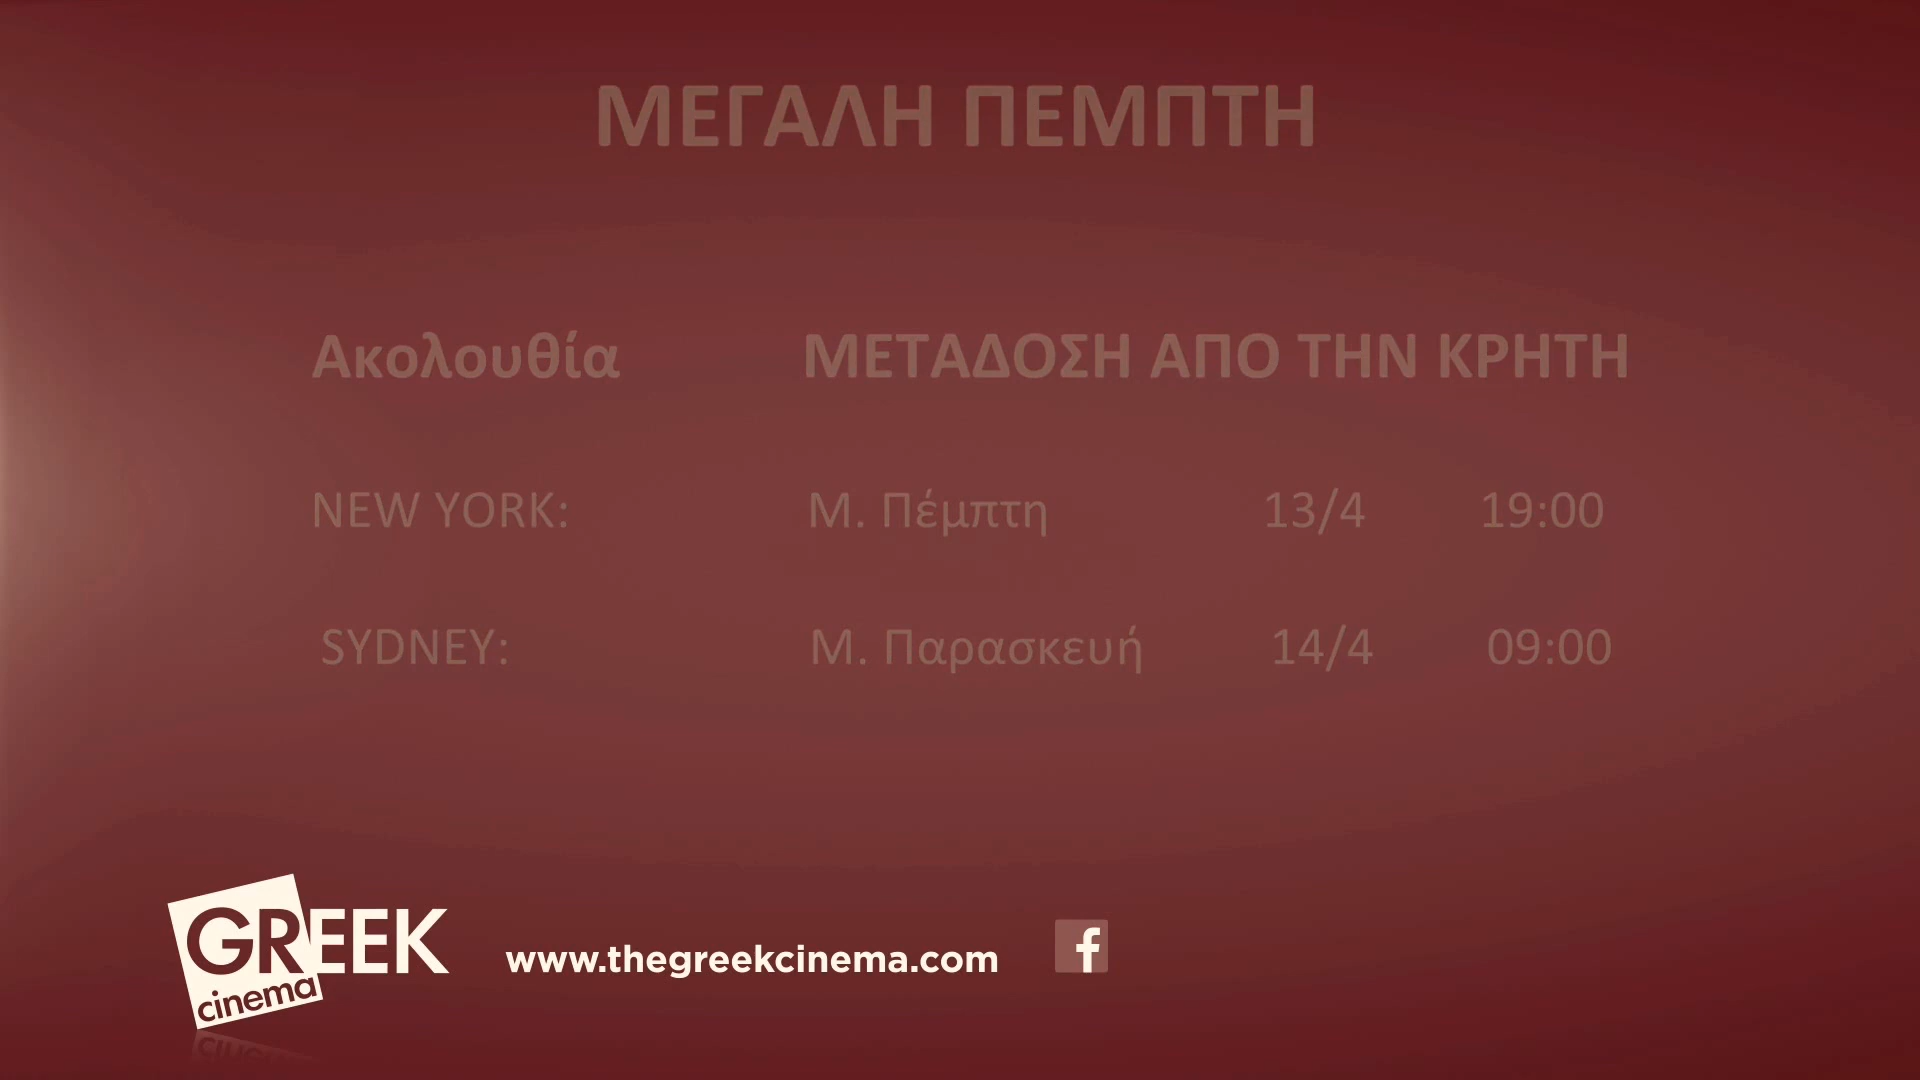 ΜΕΓΑΛΗ ΠΕΜΠΤΗ
Ακολουθία ΜΕΤΑΔΟΣΗ ΑΠΟ ΤΗΝ ΚΡΗΤΗ
NEW YORK: Μ. Πέμπτη 13/4 19:00
SYDNEY: Μ. Παρασκευή 14/4 09:00
GREEK
cinema
www.thegreekcinema.com
f